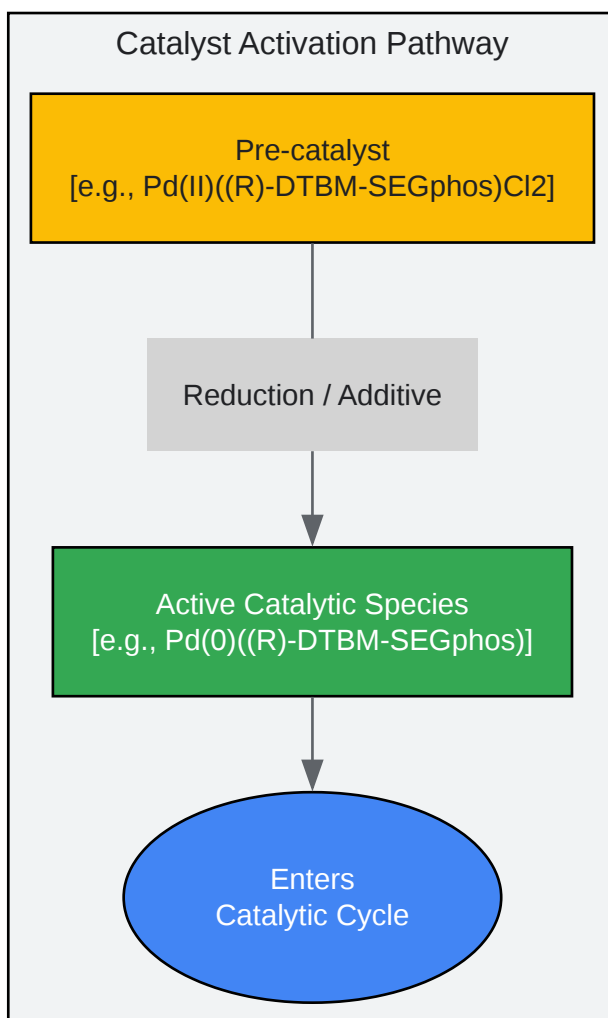 Catalyst Activation Pathway
Pre-catalyst
[e.g., Pd(II)((R)-DTBM-SEGphos)Cl2]
Reduction / Additive
Active Catalytic Species
[e.g., Pd(0)((R)-DTBM-SEGphos)]
Enters
Catalytic Cycle